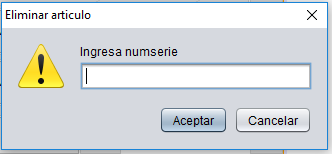 Eliminar articulo
Ingresa numserie
Aceptar
Cancelar